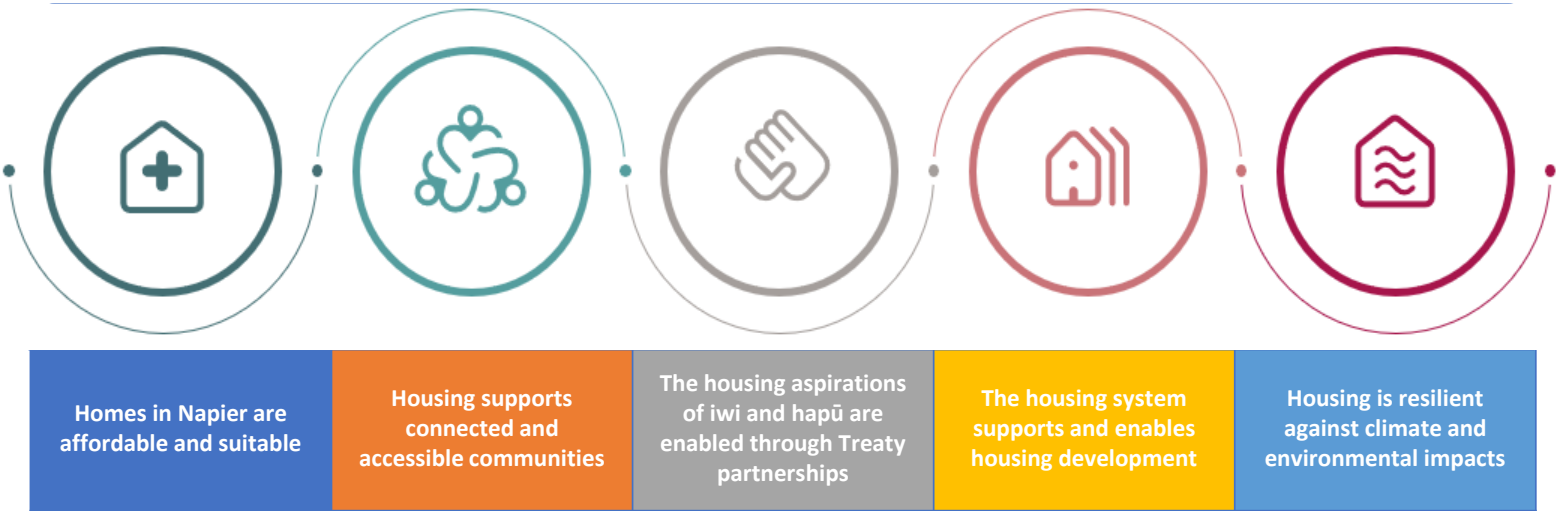 Homes in Napier are
affordable and suitable
Housing supports
connected and
accessible communities
The housing aspirations
of iwi and hapū are
enabled through Treaty
partnerships
The housing system
supports and enables
housing development
Housing is resilient
against climate and
environmental impacts